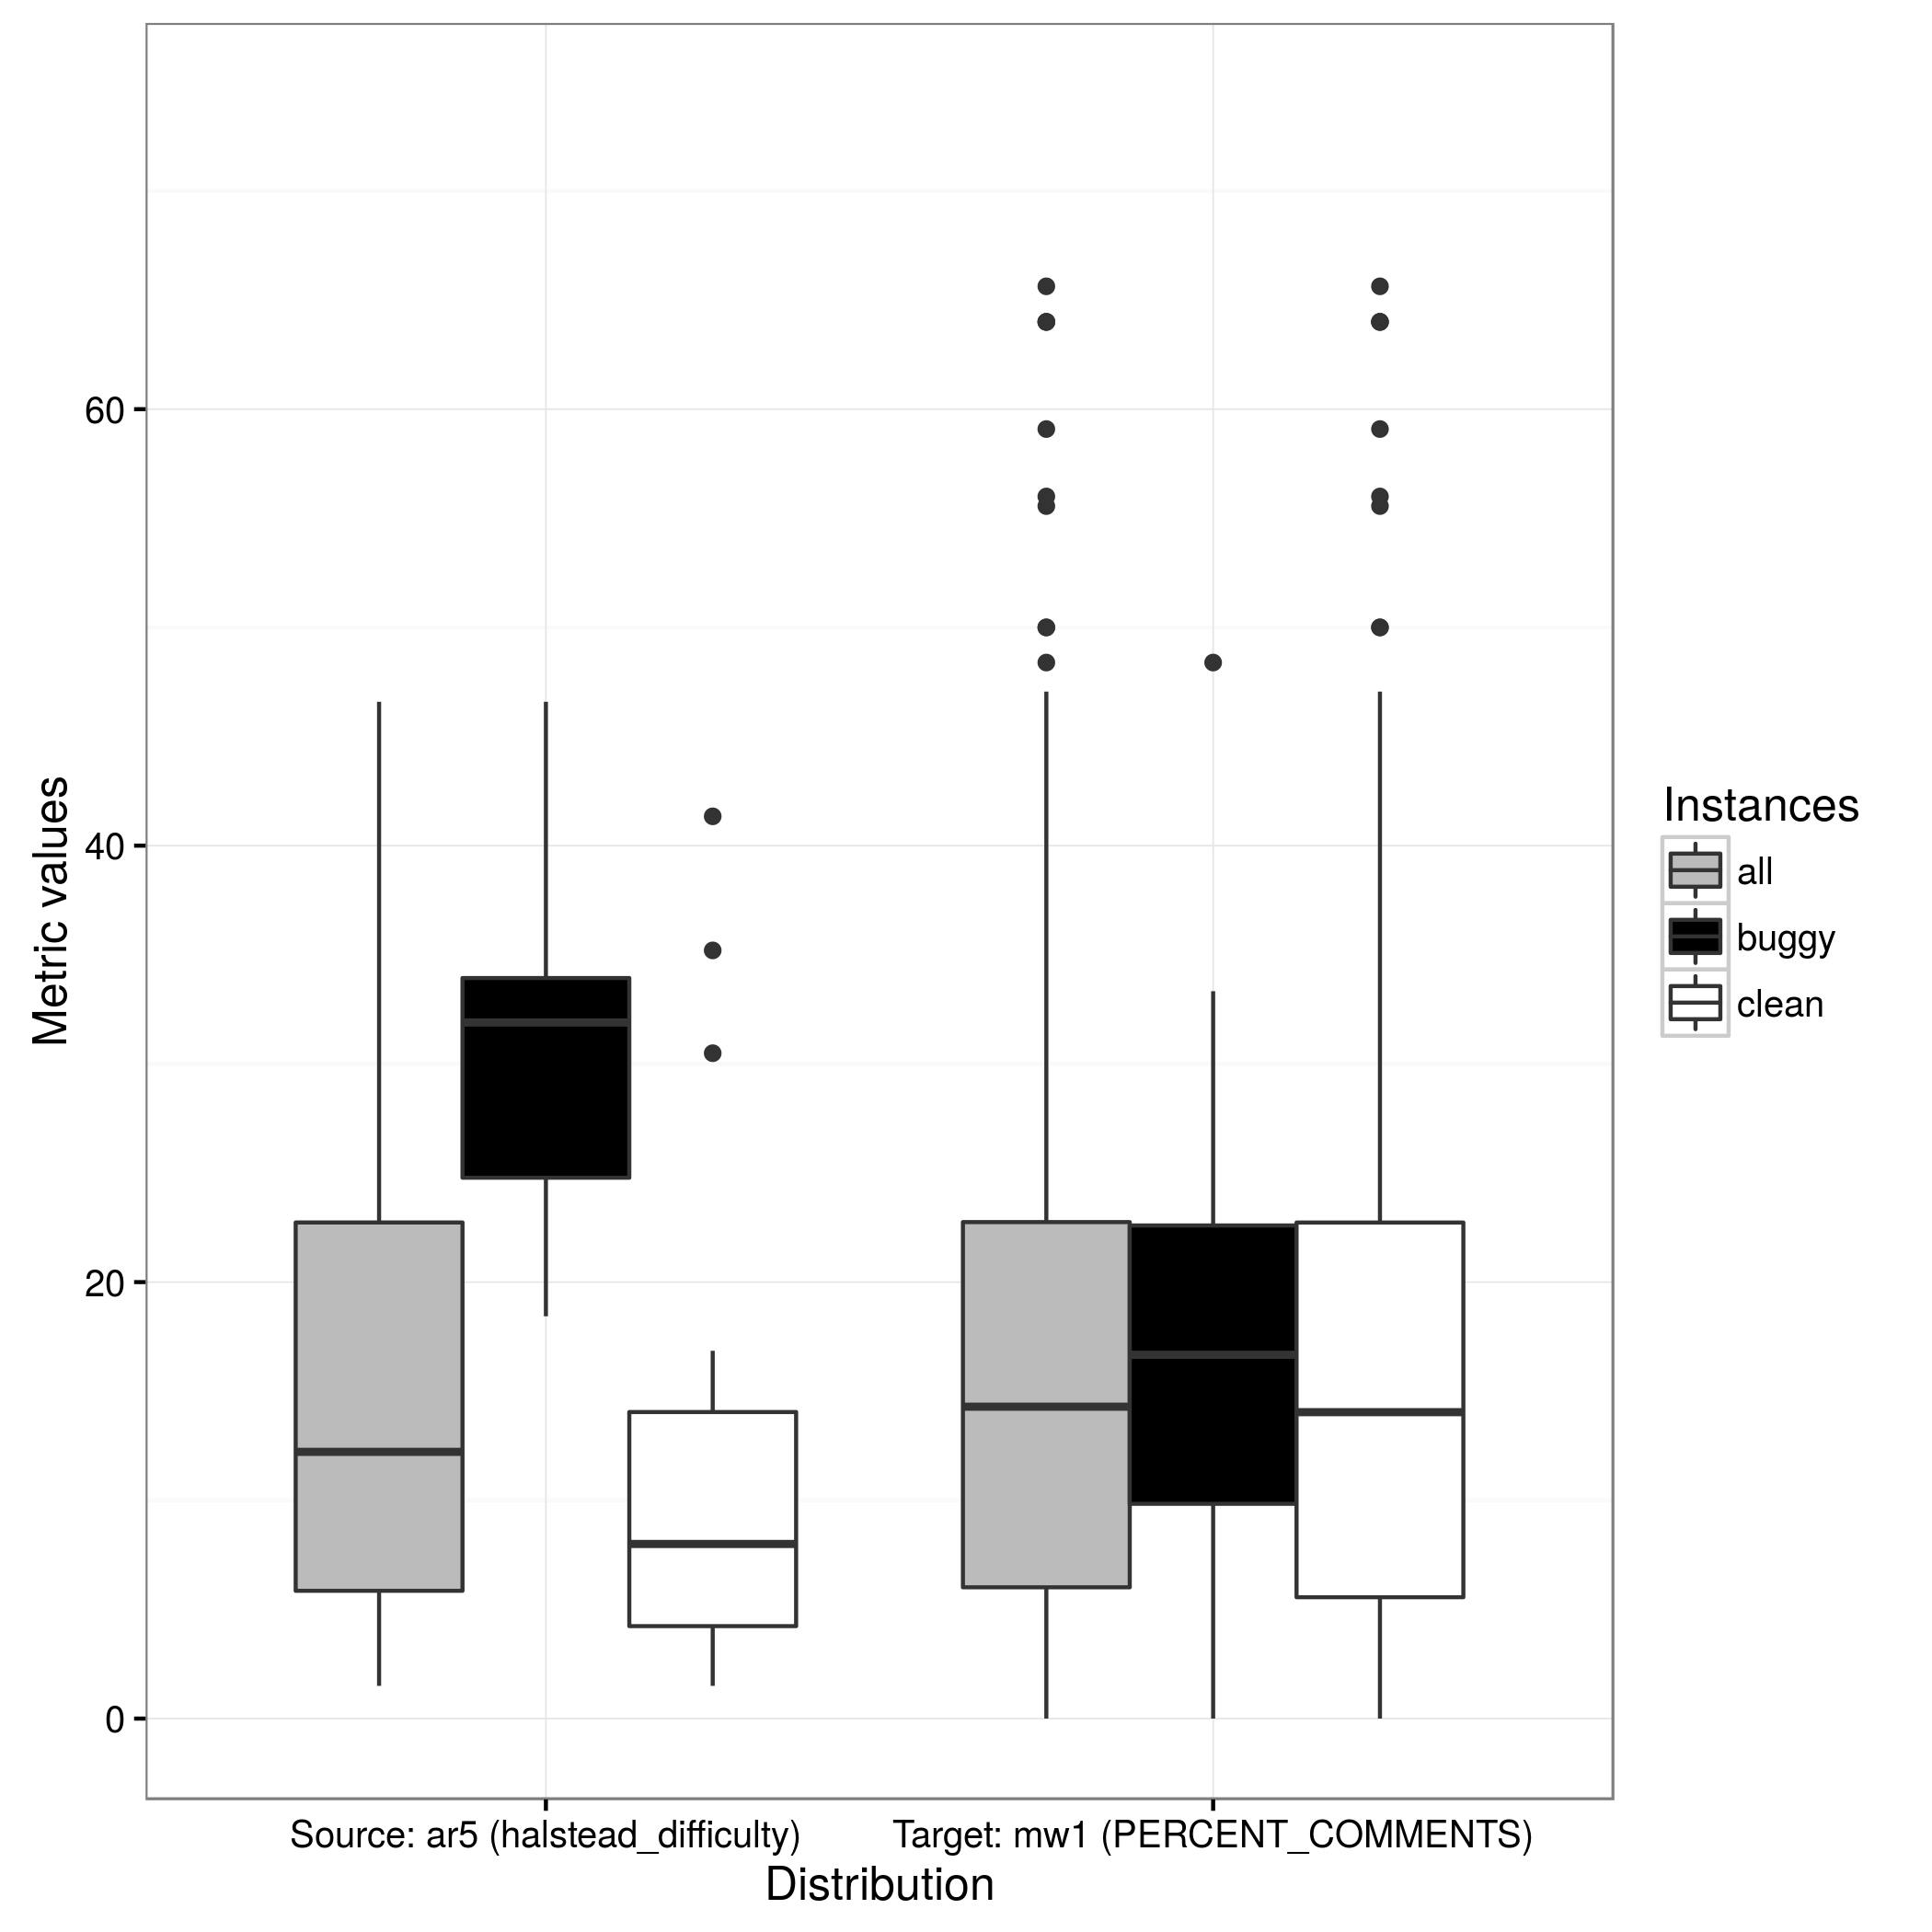 Metric values
60
40
20
0
Source: ar5 (halstead_difficulty)
Target: mw1 (PERCENT_COMMENTS)
Distribution
Instances
all
buggy
clean